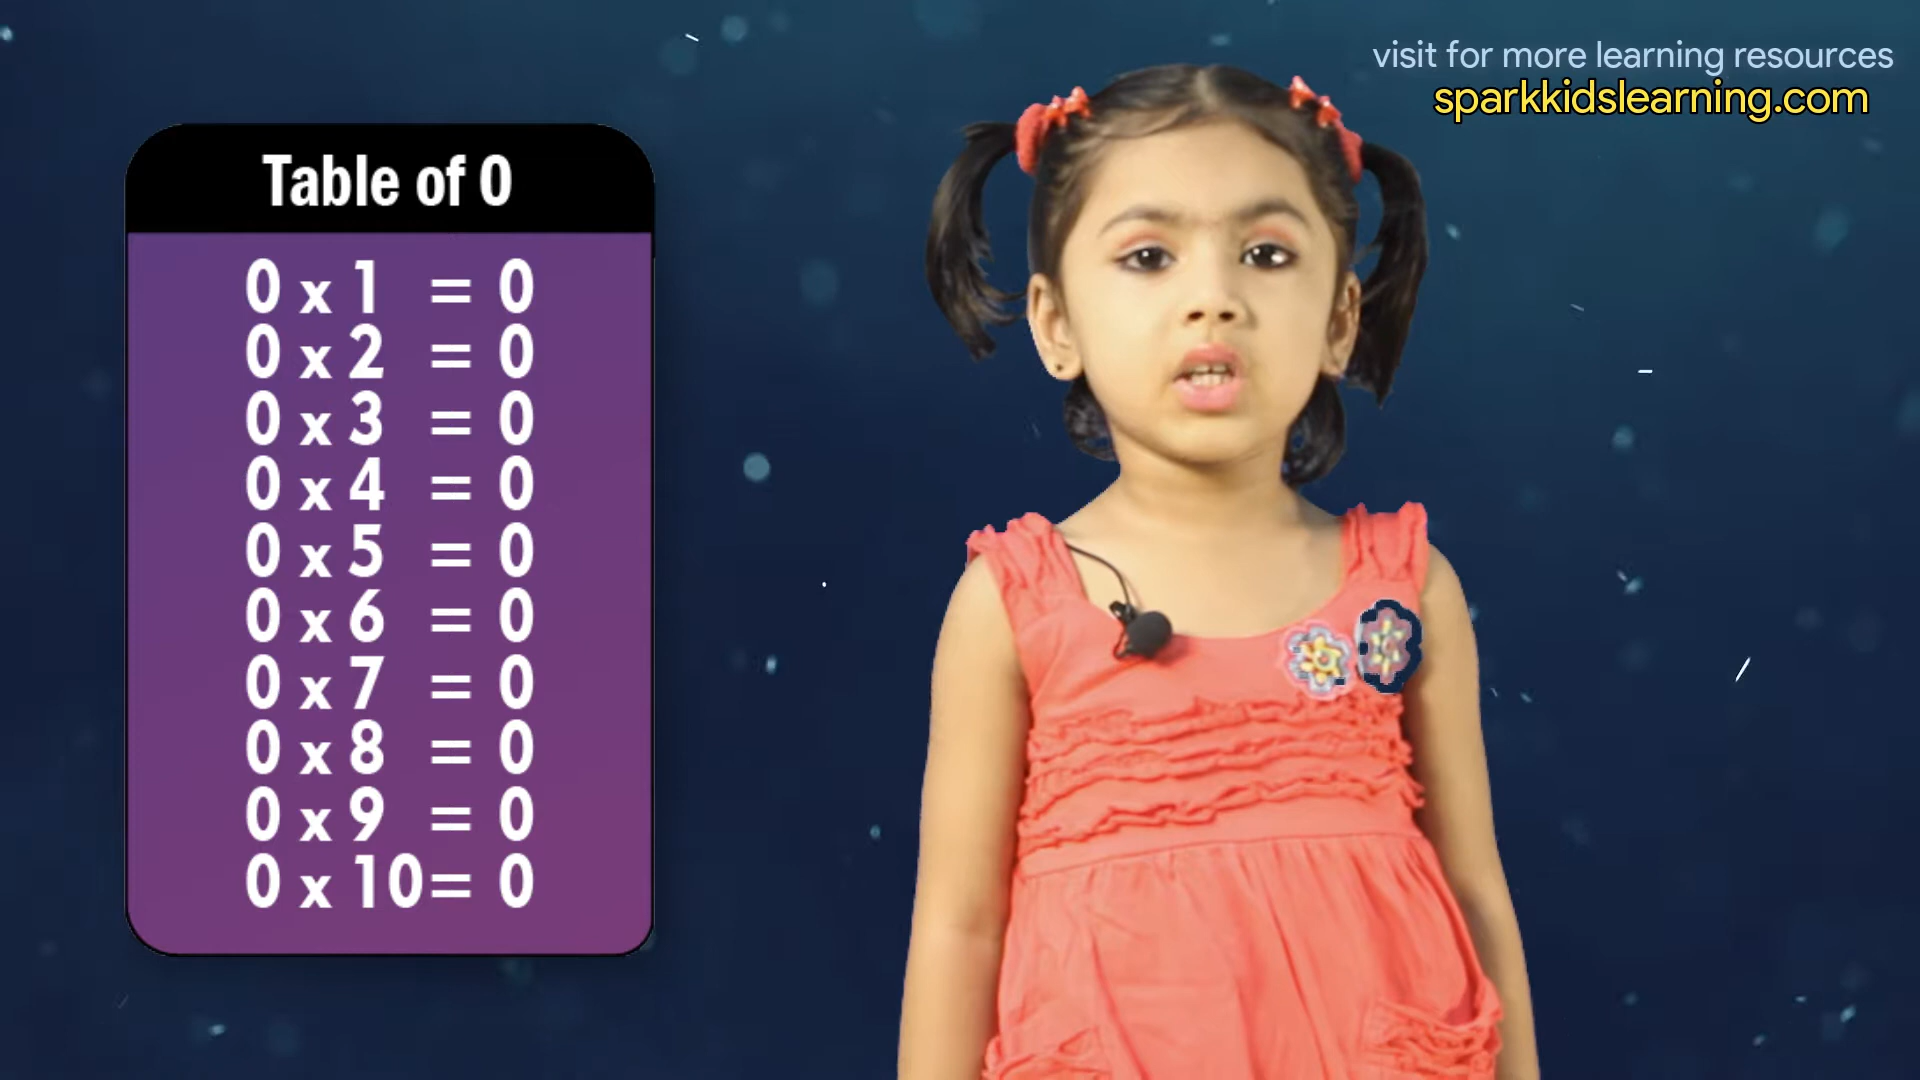 visit for more learning resources
sparkkidslearning.com
Table of 0
0 x 1 = 0
0 x 2 = 0
0 x 3 = 0
0 x 4 = 0
0 x 5 = 0
0 x 6 = 0
0 x 7 = 0
0 x 8 = 0
0 x 9 = 0
0 x 10= 0